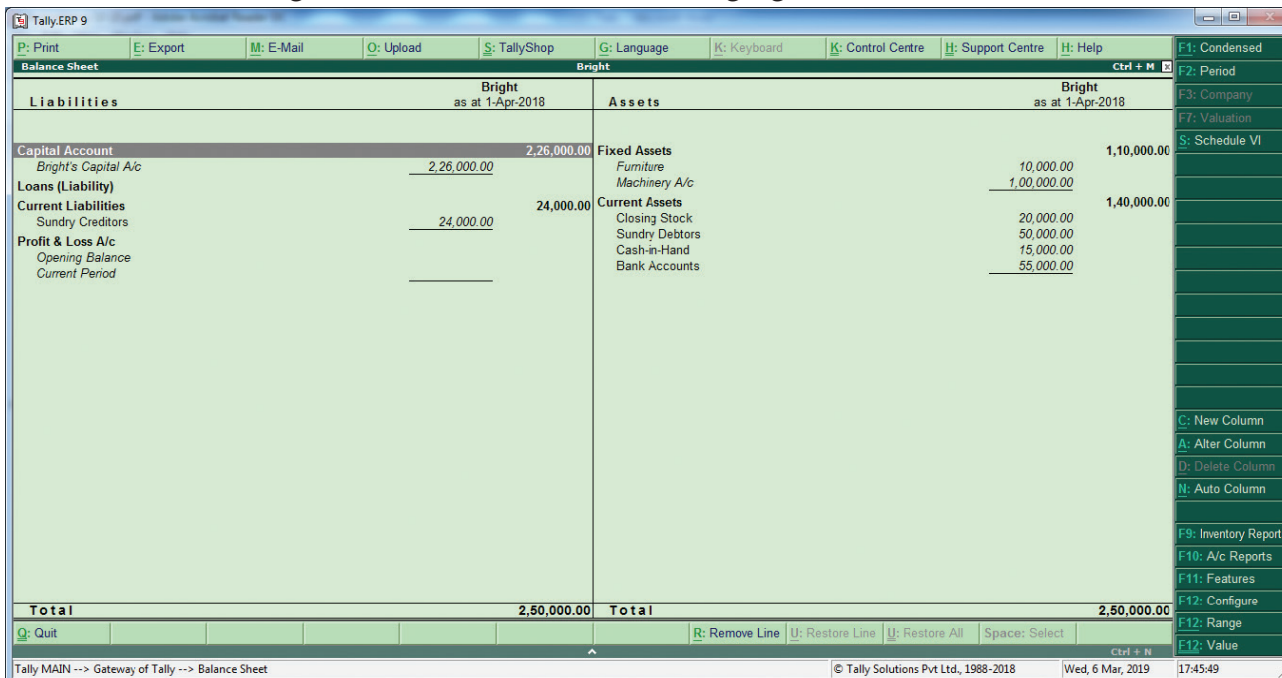 Tally.ERP 9
P: Print E: Export M: E-Mail O: Upload S: TallyShop G: Language K: Keyboard K: Control Centre H: Support Centre H: Help
Balance Sheet Bright Ctrl + M x
Liabilities Bright as at 1-Apr-2018 Assets Bright as at 1-Apr-2018
Capital Account 2,26,000.00 Fixed Assets 1,10,000.00
Bright's Capital A/c 2,26,000.00 Furniture 10,000.00
Loans (Liability) Machinery A/c 1,00,000.00
Current Liabilities 24,000.00 Current Assets 1,40,000.00
Sundry Creditors 24,000.00 Closing Stock 20,000.00
Profit & Loss A/c Sundry Debtors 50,000.00
Opening Balance Cash-in-Hand 15,000.00
Current Period Bank Accounts 55,000.00
Total 2,50,000.00 Total 2,50,000.00
Q: Quit R: Remove Line U: Restore Line U: Restore All Space: Select
Ctrl + N
Tally MAIN --> Gateway of Tally --> Balance Sheet © Tally Solutions Pvt Ltd., 1988-2018 Wed, 6 Mar, 2019 17:45:49
F1: Condensed
F2: Period
F3: Company
F7: Valuation
S: Schedule VI
C: New Column
A: Alter Column
D: Delete Column
N: Auto Column
F9: Inventory Report
F10: A/c Reports
F11: Features
F12: Configure
F12: Range
F12: Value